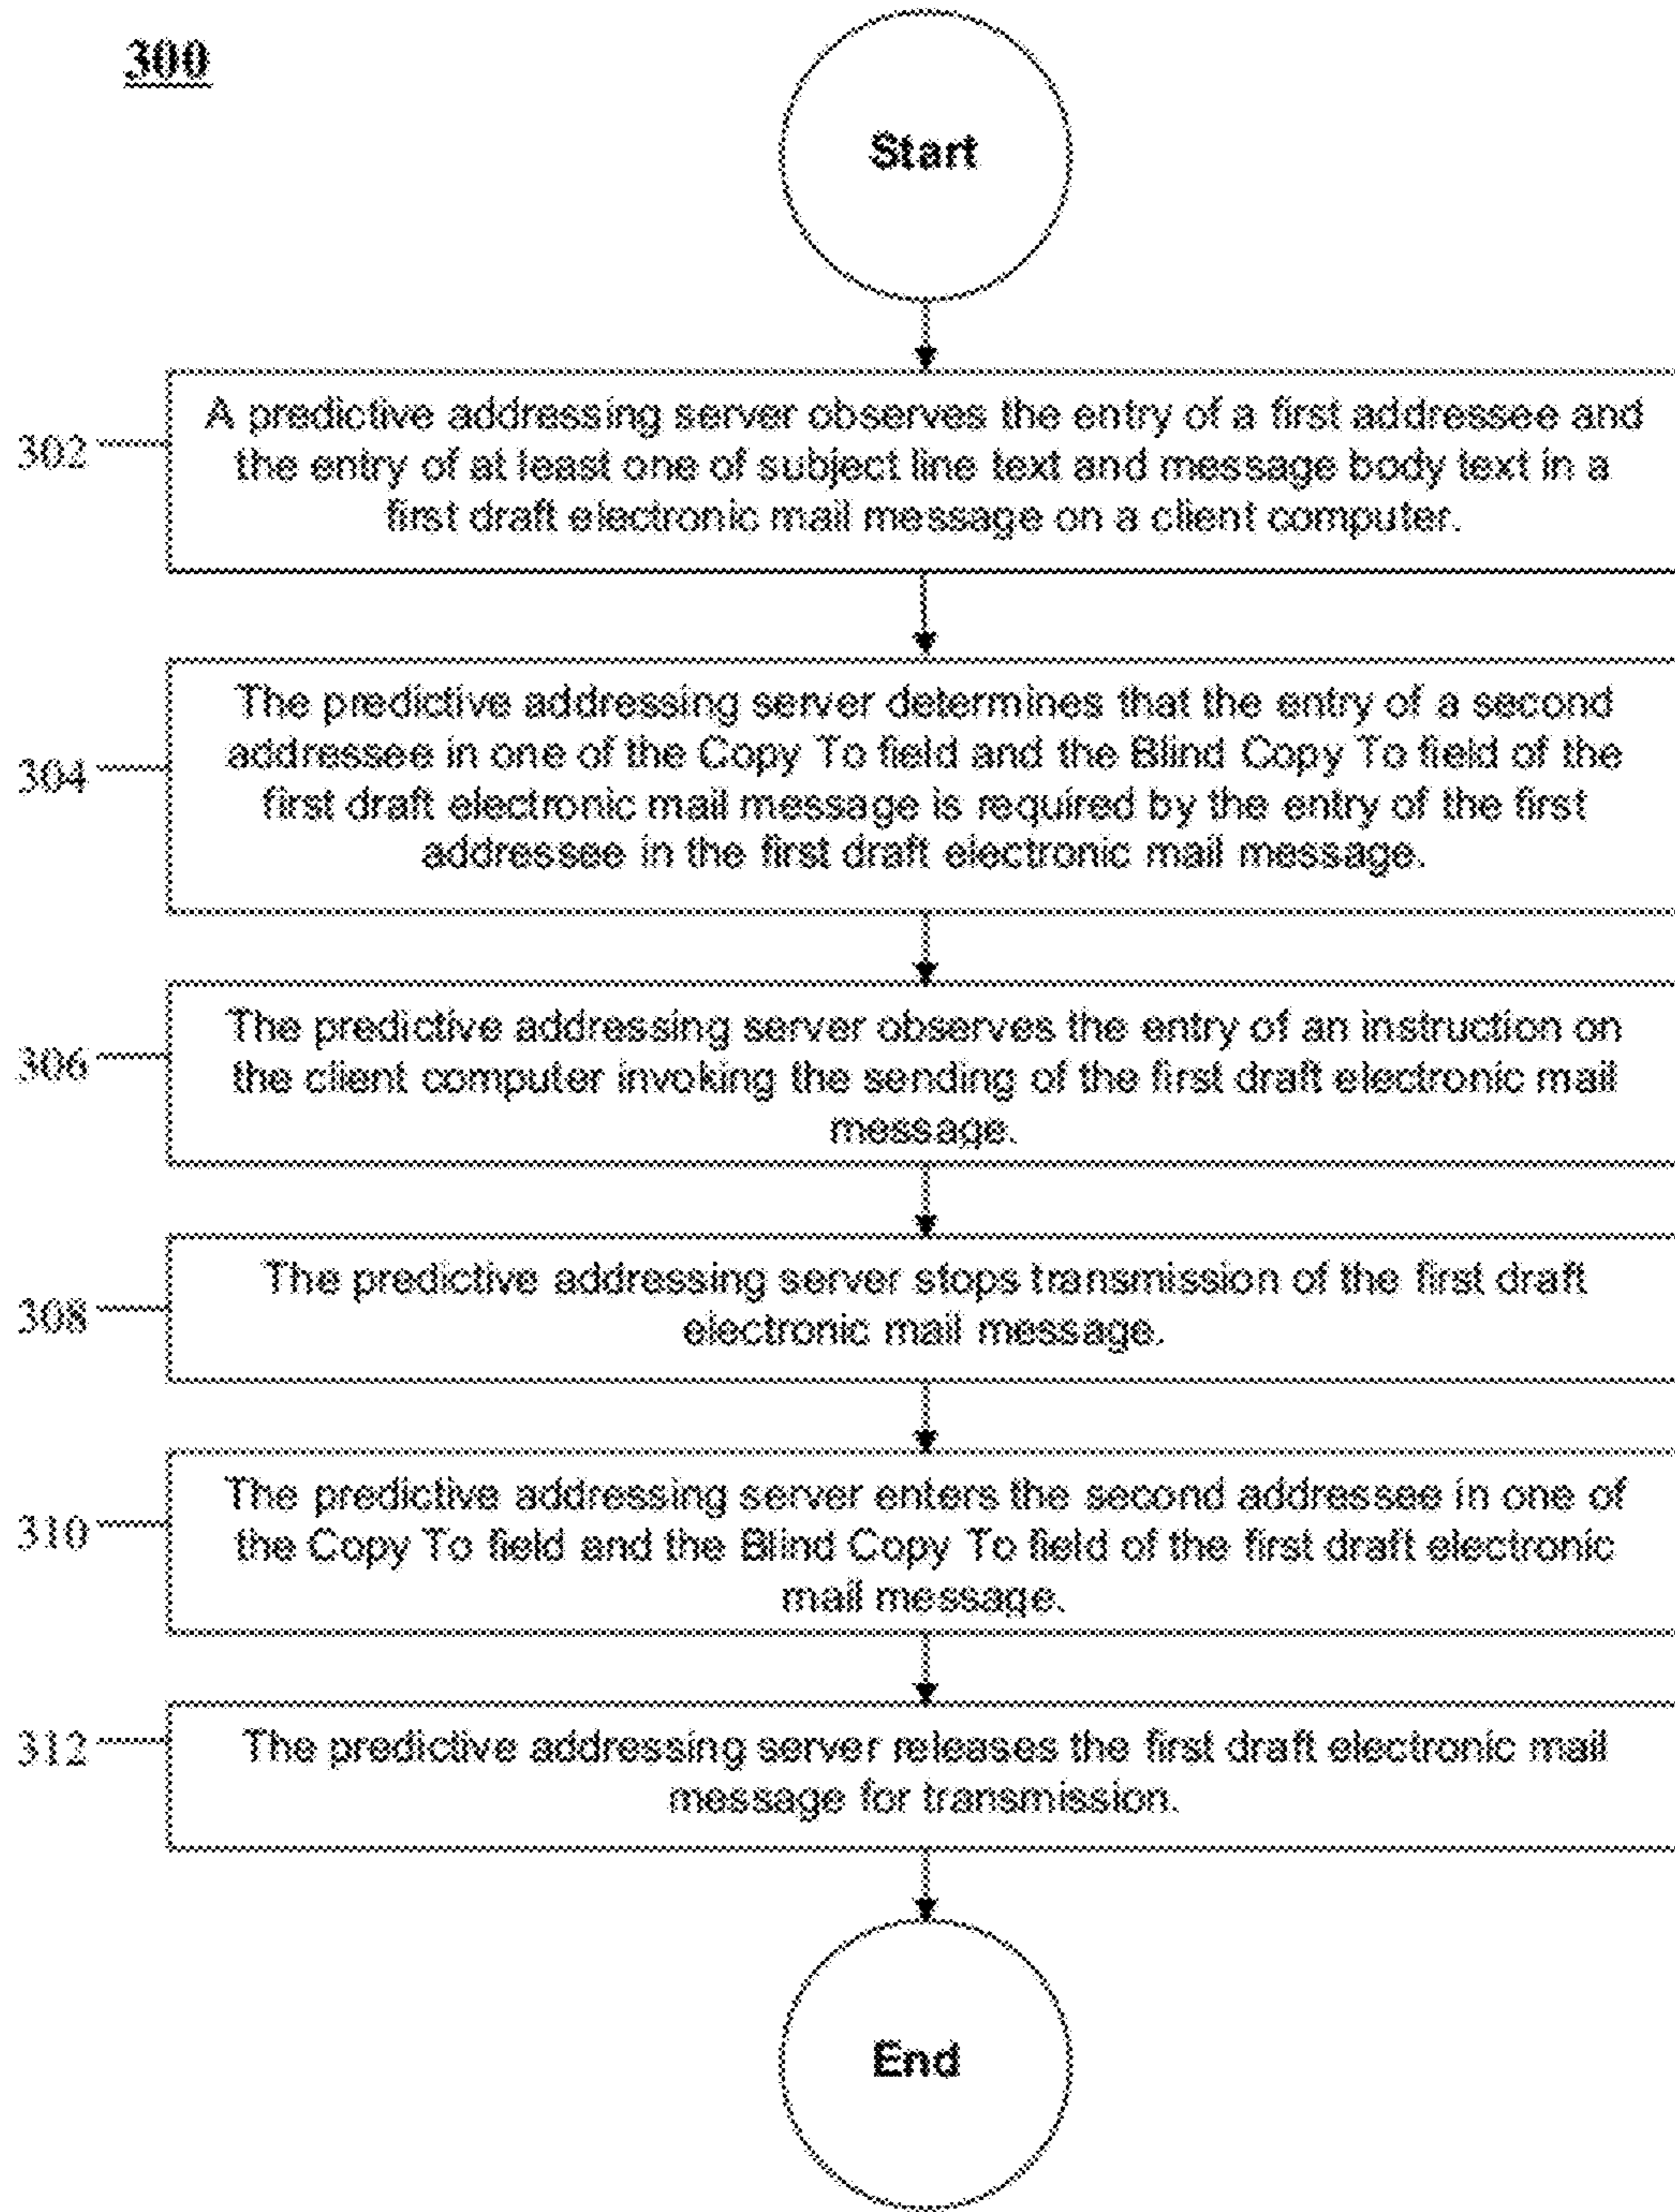 300
Start
302
A predictive addressing server observes the entry of a first addressee and
the entry of at least one of subject line text and message body text in a
first draft electronic mail message on a client computer.
304
The predictive addressing server determines that the entry of a second
addressee in one of the Copy To field and the Blind Copy To field of the
first draft electronic mail message is required by the entry of the first
addressee in the first draft electronic mail message.
306
The predictive addressing server observes the entry of an instruction on
the client computer invoking the sending of the first draft electronic mail
message.
308
The predictive addressing server stops transmission of the first draft
electronic mail message.
310
The predictive addressing server enters the second addressee in one of
the Copy To field and the Blind Copy To field of the first draft electronic
mail message.
312
The predictive addressing server releases the first draft electronic mail
message for transmission.
End